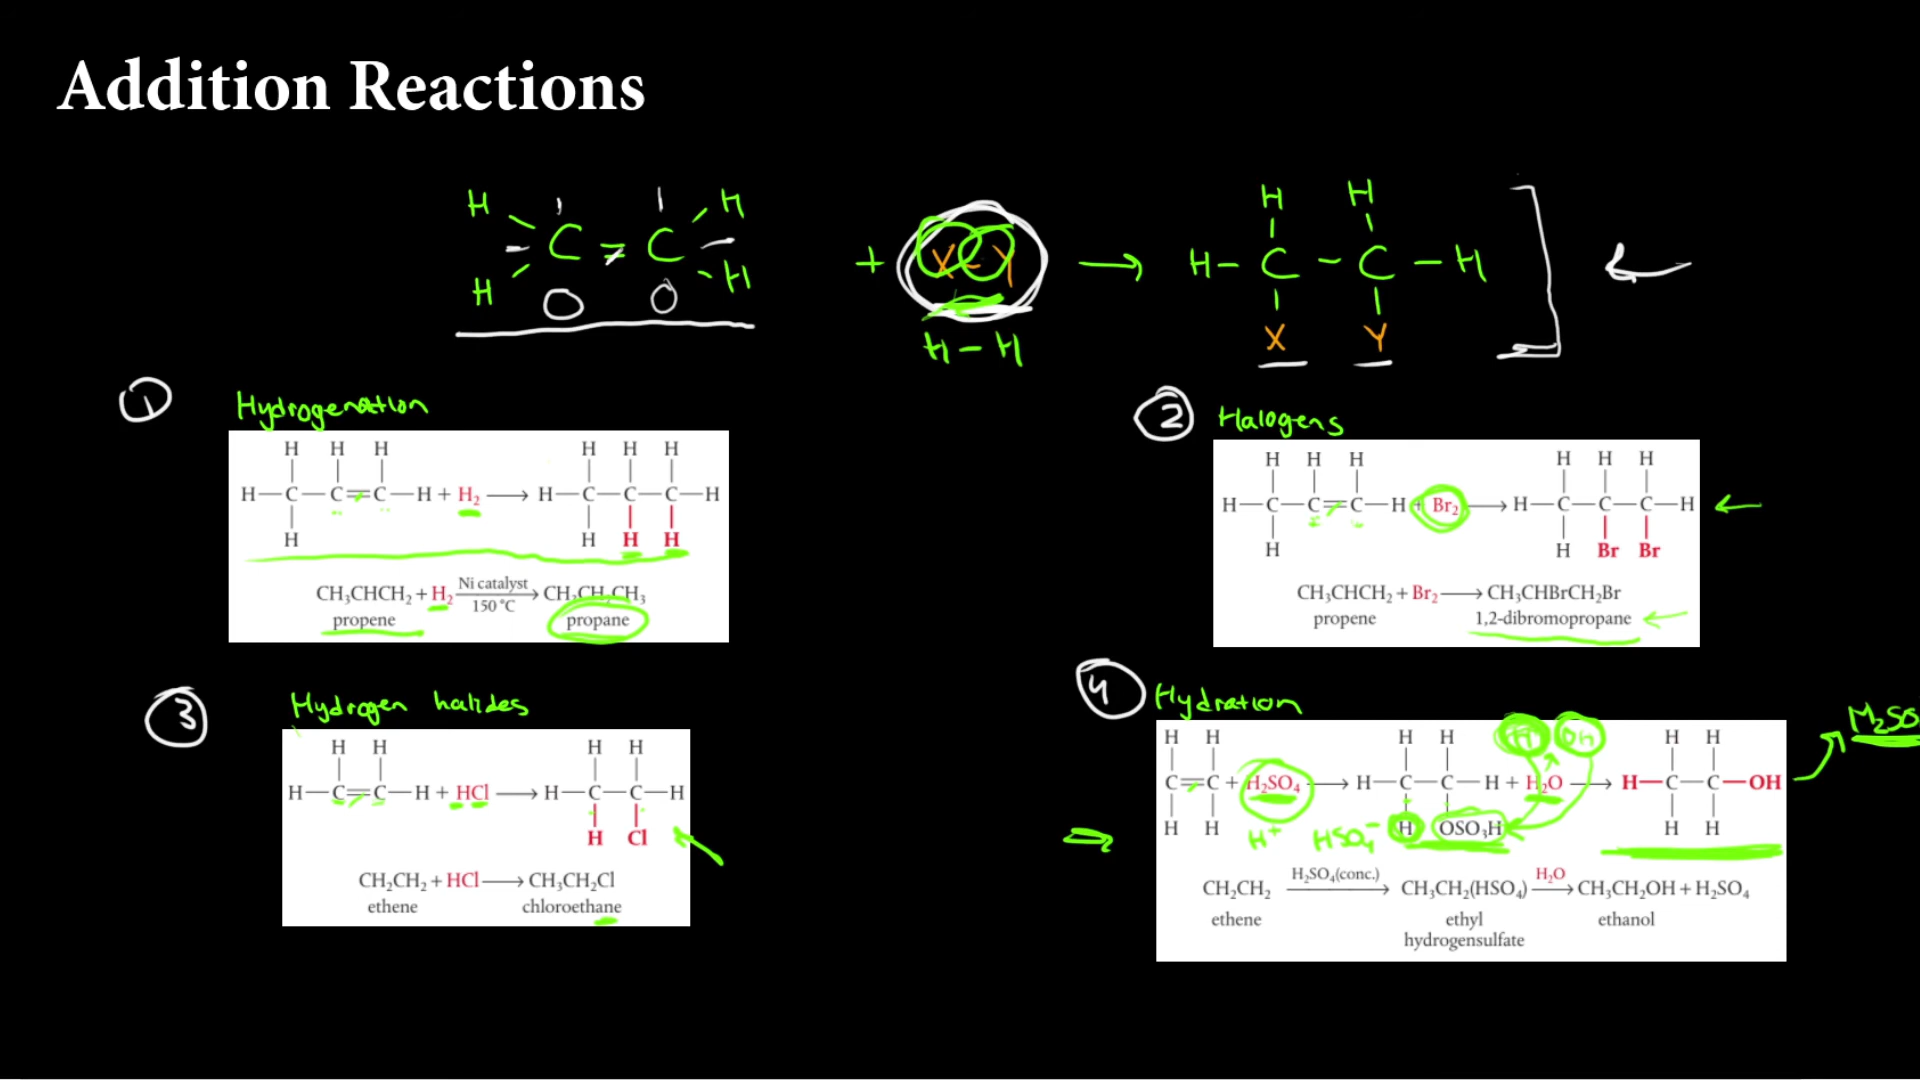 Addition Reactions
H H H H
H C = C H + X - Y → H - C - C - H
H H X Y
H - H
1 Hydrogenation
H H H H H H
H—C—C=C—H + H₂ ⟶ H—C—C—C—H
H H H H
CH₃CHCH₂ + H₂ Ni catalyst 150 °C ⟶ CH₃CH₂CH₃
propene propane
2 Halogens
H H H H H H
H—C—C=C—H + Br₂ ⟶ H—C—C—C—H
H H Br Br
CH₃CHCH₂ + Br₂ ⟶ CH₃CHBrCH₂Br
propene 1,2-dibromopropane
3 Hydrogen halides
H H H H
H—C=C—H + HCl ⟶ H—C—C—H
H Cl
CH₂CH₂ + HCl ⟶ CH₃CH₂Cl
ethene chloroethane
4 Hydration
H H H H H OH H H
C=C + H₂SO₄ ⟶ H—C—C—H + H₂O ⟶ H—C—C—OH
H H H OSO₃H H H
H⁺ HSO₄⁻
CH₂CH₂ H₂SO₄(conc.) ⟶ CH₃CH₂(HSO₄) H₂O ⟶ CH₃CH₂OH + H₂SO₄
ethene ethyl ethanol
hydrogensulfate